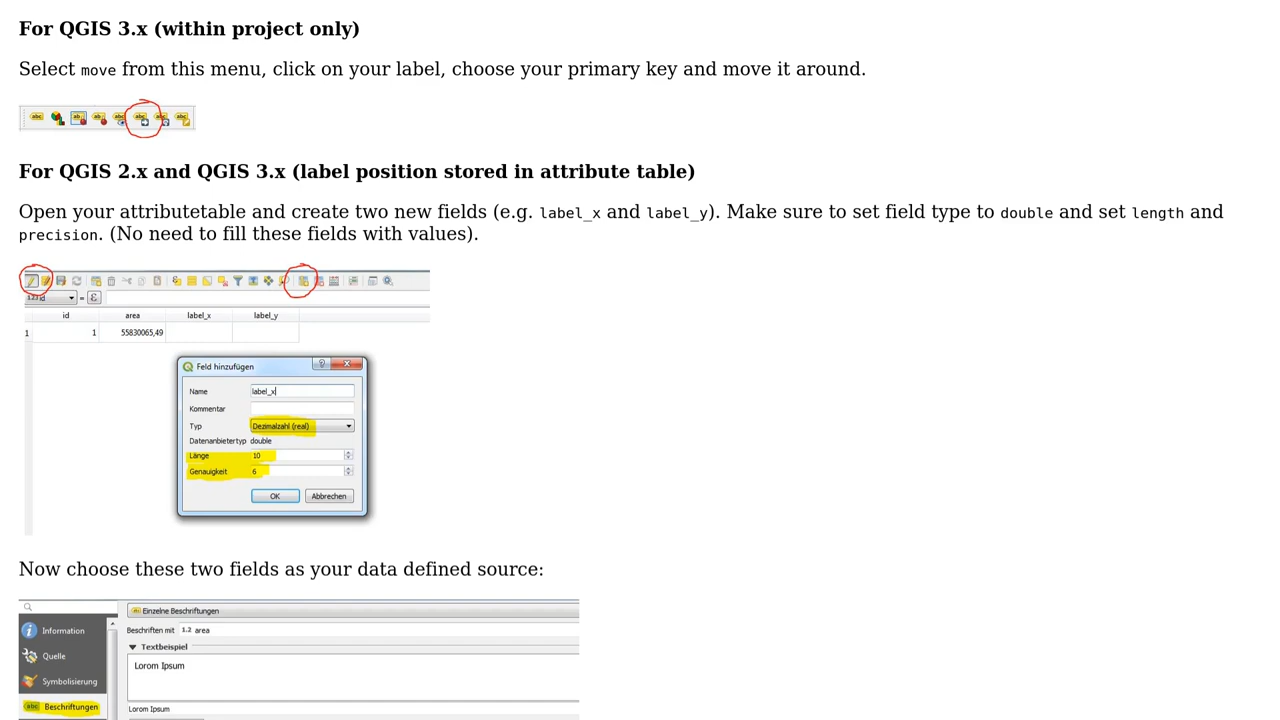 For QGIS 3.x (within project only)
Select move from this menu, click on your label, choose your primary key and move it around.
For QGIS 2.x and QGIS 3.x (label position stored in attribute table)
Open your attributetable and create two new fields (e.g. label_x and label_y). Make sure to set field type to double and set length and
precision. (No need to fill these fields with values).
id
id area label_x label_y
1 1 55830065,49
Feld hinzufügen
Name label_x
Kommentar
Typ Dezimalzahl (real)
Datenanbietertyp double
Länge 10
Genauigkeit 6
OK Abbrechen
Now choose these two fields as your data defined source:
Einzelne Beschriftungen
Information Beschriften mit 1.2 area
Textbeispiel
Quelle
Lorom Ipsum
Symbolisierung
abc Beschriftungen
Lorom Ipsum